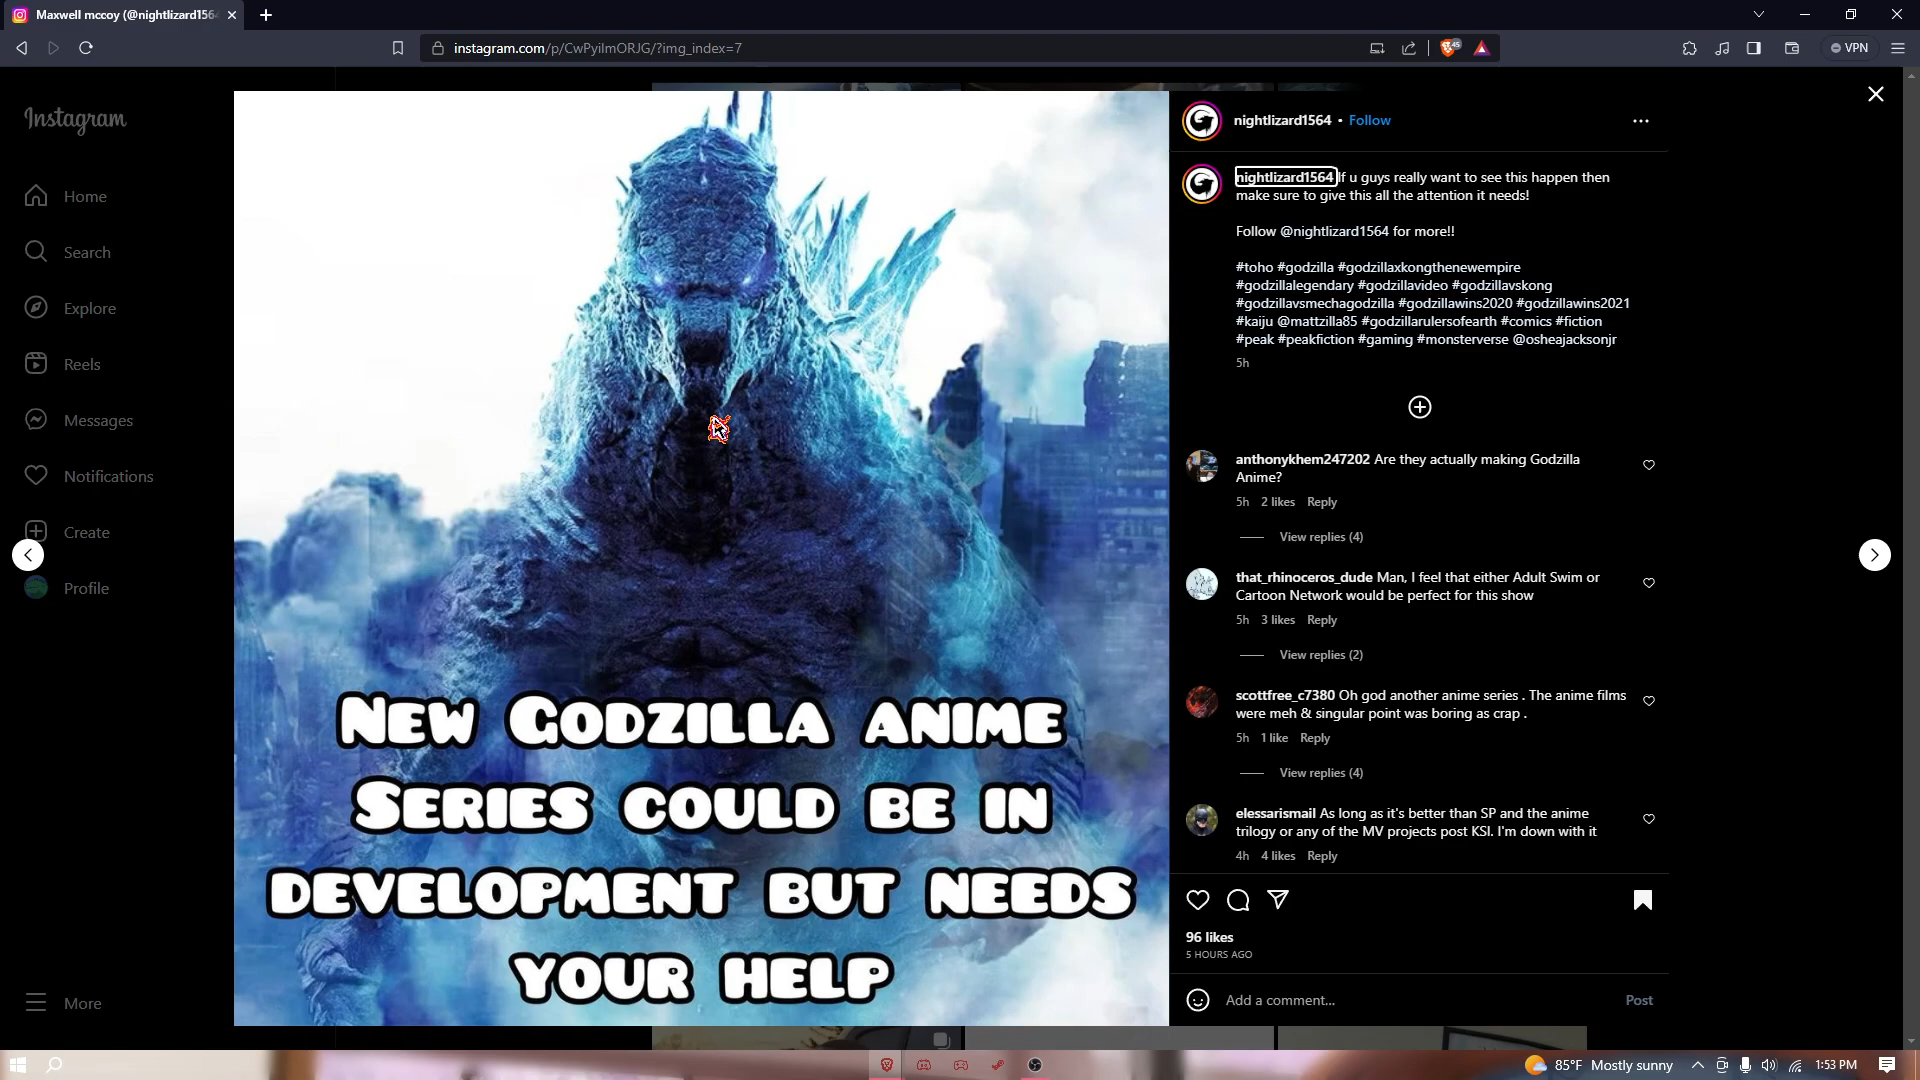 Maxwell mccoy (@nightlizard156
instagram.com/p/CwPyilmORJG/?img_index=7
45
VPN
Instagram
Home
Search
Explore
Reels
Messages
Notifications
Create
Profile
More
New Godzilla anime
Series could be in
development but needs
your help
nightlizard1564 • Follow
nightlizard1564 If u guys really want to see this happen then
make sure to give this all the attention it needs!
Follow @nightlizard1564 for more!!
#toho #godzilla #godzillaxkongthenewempire
#godzillalegendary #godzillavideo #godzillavskong
#godzillavsmechagodzilla #godzillawins2020 #godzillawins2021
#kaiju @mattzilla85 #godzillarulersofearth #comics #fiction
#peak #peakfiction #gaming #monsterverse @osheajacksonjr
5h
anthonykhem247202 Are they actually making Godzilla
Anime?
5h 2 likes Reply
View replies (4)
that_rhinoceros_dude Man, I feel that either Adult Swim or
Cartoon Network would be perfect for this show
5h 3 likes Reply
View replies (2)
scottfree_c7380 Oh god another anime series . The anime films
were meh & singular point was boring as crap .
5h 1 like Reply
View replies (4)
elessarismail As long as it's better than SP and the anime
trilogy or any of the MV projects post KSI. I'm down with it
4h 4 likes Reply
96 likes
5 HOURS AGO
Add a comment...
Post
85°F Mostly sunny
1:53 PM